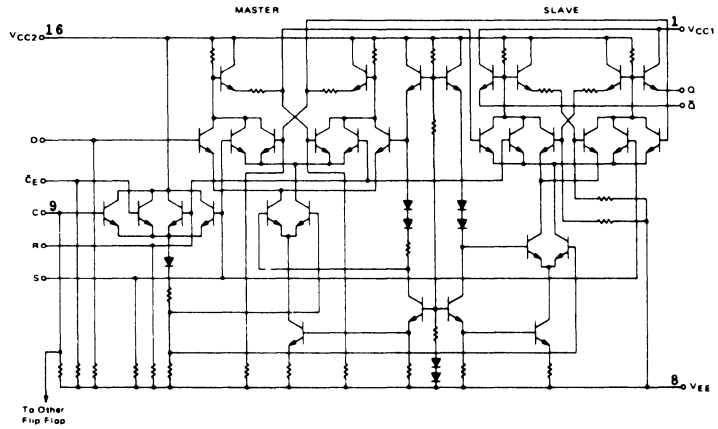 MASTER
SLAVE
VCC2 16
1 VCC1
Q
Q̄
D
C̄E
C 9
R
S
8 VEE
To Other
Flip Flop